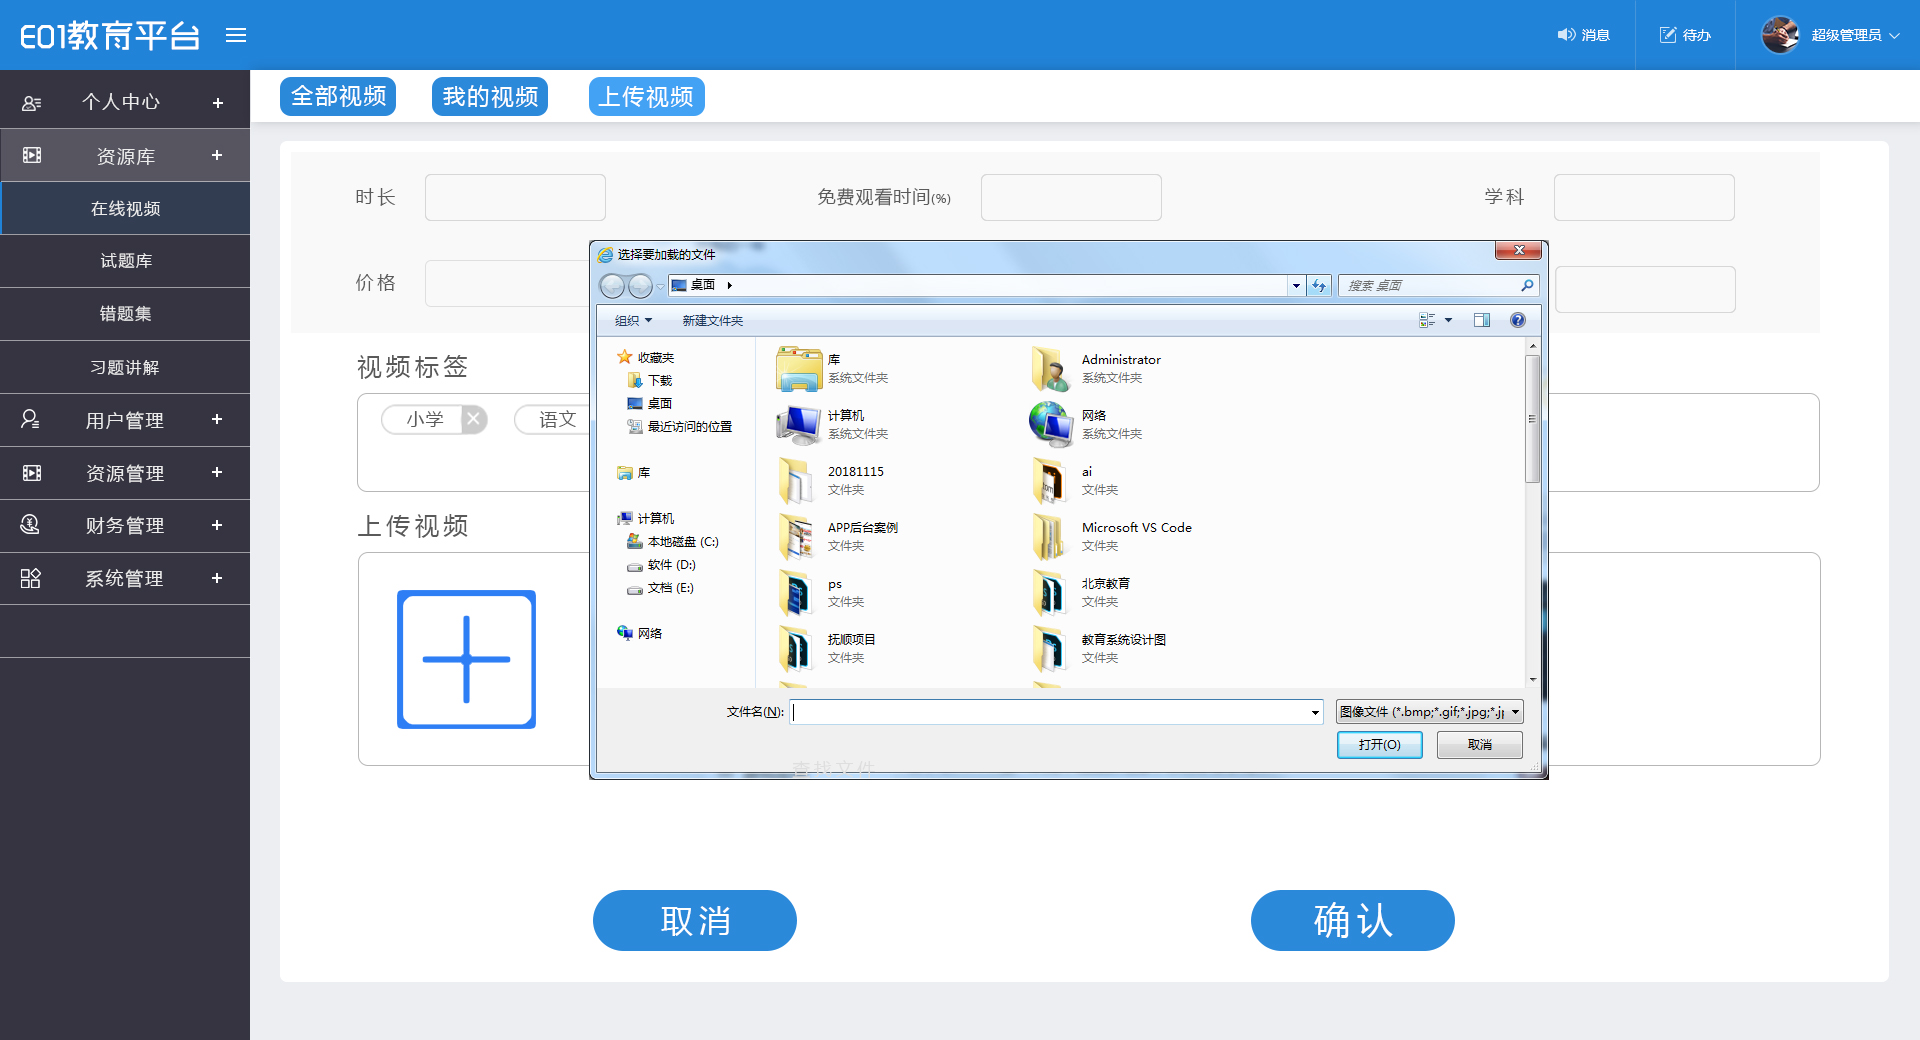 E01教育平台
消息
待办
超级管理员
个人中心 +
资源库 +
在线视频
试题库
错题集
习题讲解
用户管理 +
资源管理 +
财务管理 +
系统管理 +
全部视频
我的视频
上传视频
时长
免费观看时间(%)
学科
价格
视频标签
小学
语文
上传视频
选择要加载的文件
桌面
搜索 桌面
组织
新建文件夹
收藏夹
下载
桌面
最近访问的位置
库
计算机
本地磁盘 (C:)
软件 (D:)
文档 (E:)
网络
库
系统文件夹
Administrator
系统文件夹
计算机
系统文件夹
网络
系统文件夹
20181115
文件夹
ai
文件夹
APP后台案例
文件夹
Microsoft VS Code
文件夹
ps
文件夹
北京教育
文件夹
抚顺项目
文件夹
教育系统设计图
文件夹
文件名(N):
图像文件 (*.bmp;*.gif;*.jpg;*.j
打开(O)
取消
查找文件
取消
确认